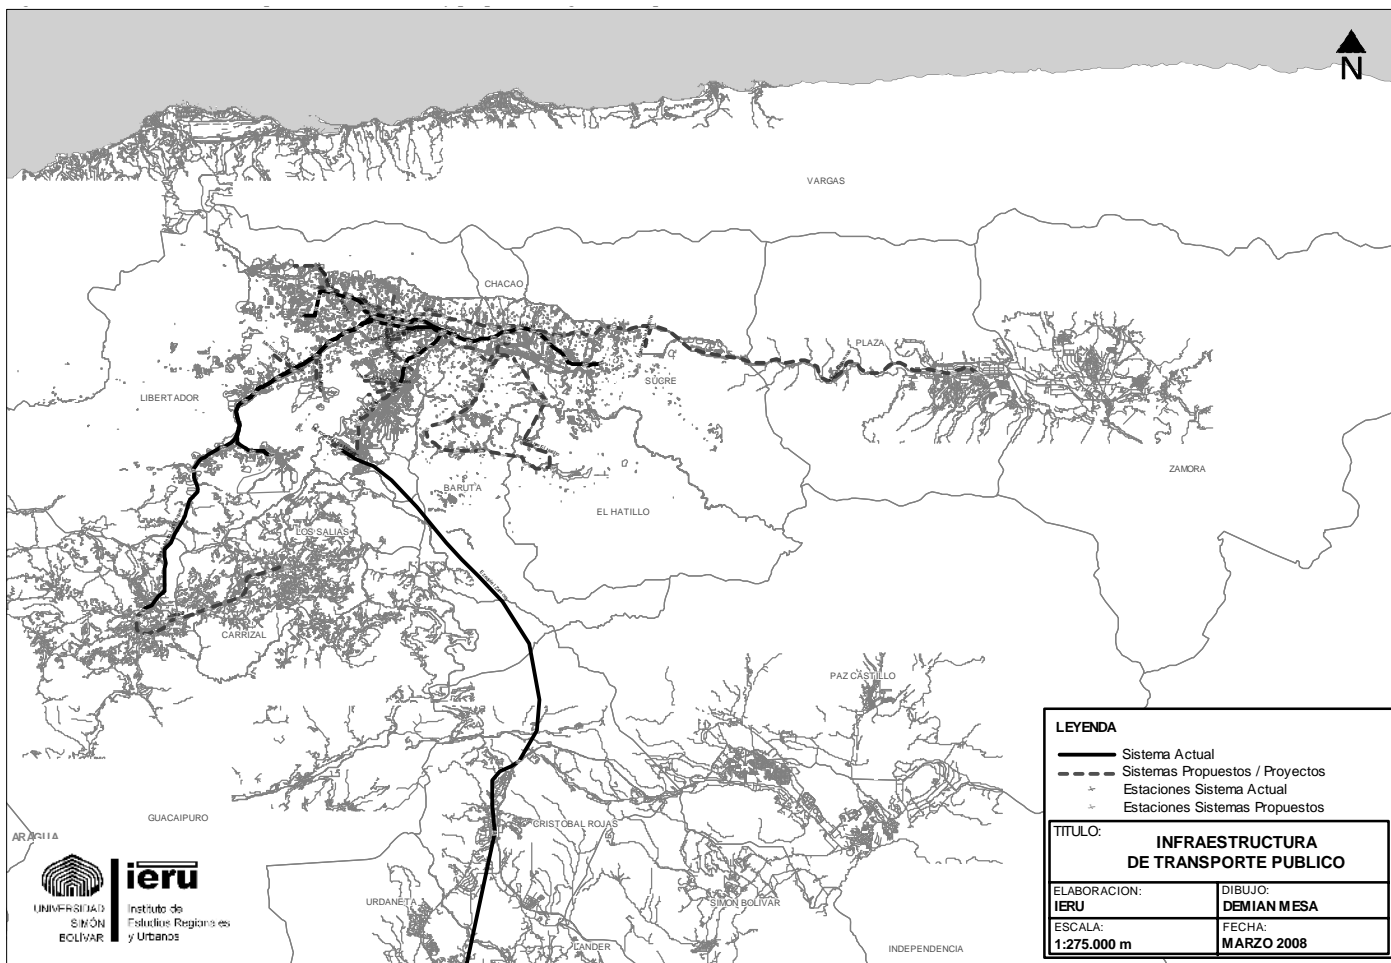 N
VARGAS
CHACAO
PLAZA
SUCRE
LIBERTADOR
ZAMORA
BARUTA
EL HATILLO
LOS SALIAS
CARRIZAL
PAZ CASTILLO
GUACAIPURO
ARAGUA
CRISTOBAL ROJAS
URDANETA
SIMON BOLÍVAR
LANDER
INDEPENDENCIA
LEYENDA
Sistema Actual
Sistemas Propuestos / Proyectos
Estaciones Sistema Actual
Estaciones Sistemas Propuestos
TITULO:
INFRAESTRUCTURA
DE TRANSPORTE PUBLICO
ELABORACION:
IERU
DIBUJO:
DEMIAN MESA
ESCALA:
1:275.000 m
FECHA:
MARZO 2008
UNIVERSIDAD
SIMÓN
BOLÍVAR
ieru
Instituto de
Estudios Regionales
y Urbanos